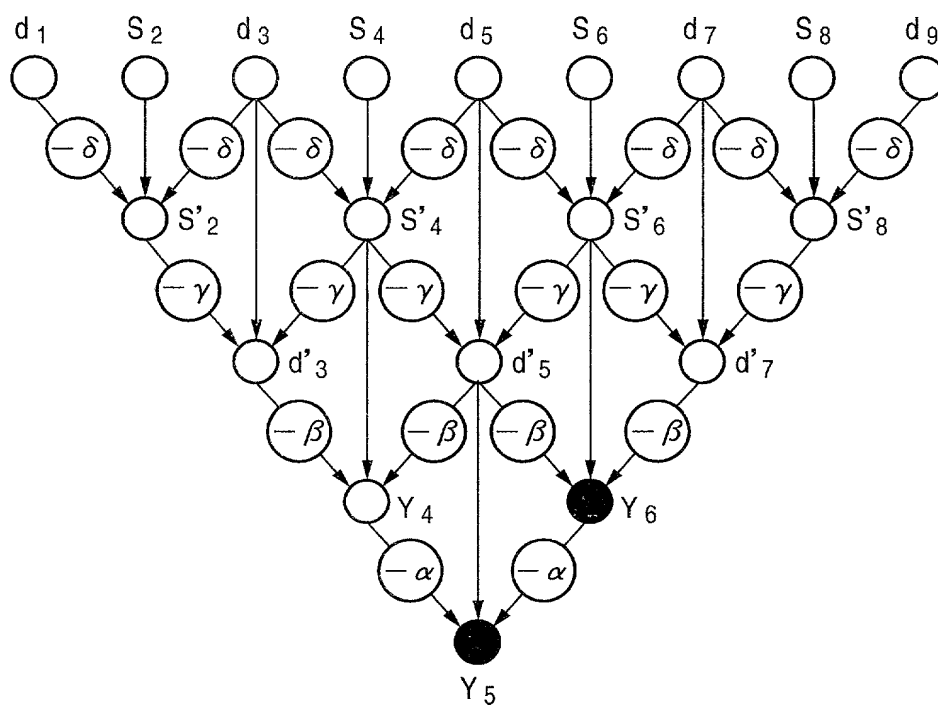 d1 S2 d3 S4 d5 S6 d7 S8 d9
−δ −δ −δ −δ −δ −δ −δ −δ
S'2 S'4 S'6 S'8
−γ −γ −γ −γ −γ −γ
d'3 d'5 d'7
−β −β −β −β
Y4 Y6
−α −α
Y5